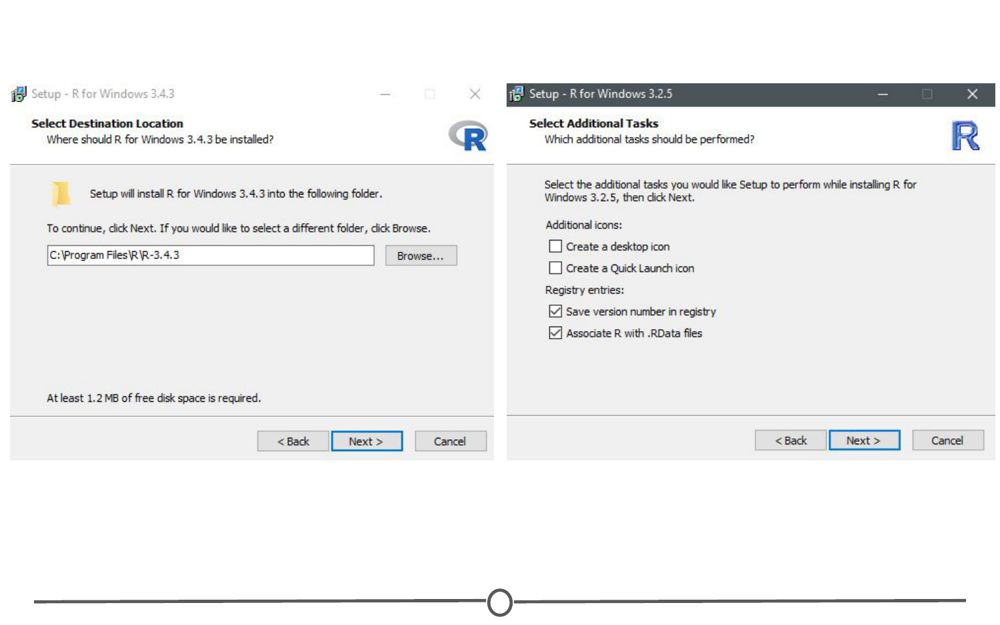 Setup - R for Windows 3.4.3
Select Destination Location
Where should R for Windows 3.4.3 be installed?
R
Setup will install R for Windows 3.4.3 into the following folder.
To continue, click Next. If you would like to select a different folder, click Browse.
C:\Program Files\R\R-3.4.3
Browse...
At least 1.2 MB of free disk space is required.
< Back
Next >
Cancel
Setup - R for Windows 3.2.5
Select Additional Tasks
Which additional tasks should be performed?
R
Select the additional tasks you would like Setup to perform while installing R for
Windows 3.2.5, then click Next.
Additional icons:
Create a desktop icon
Create a Quick Launch icon
Registry entries:
Save version number in registry
Associate R with .RData files
< Back
Next >
Cancel